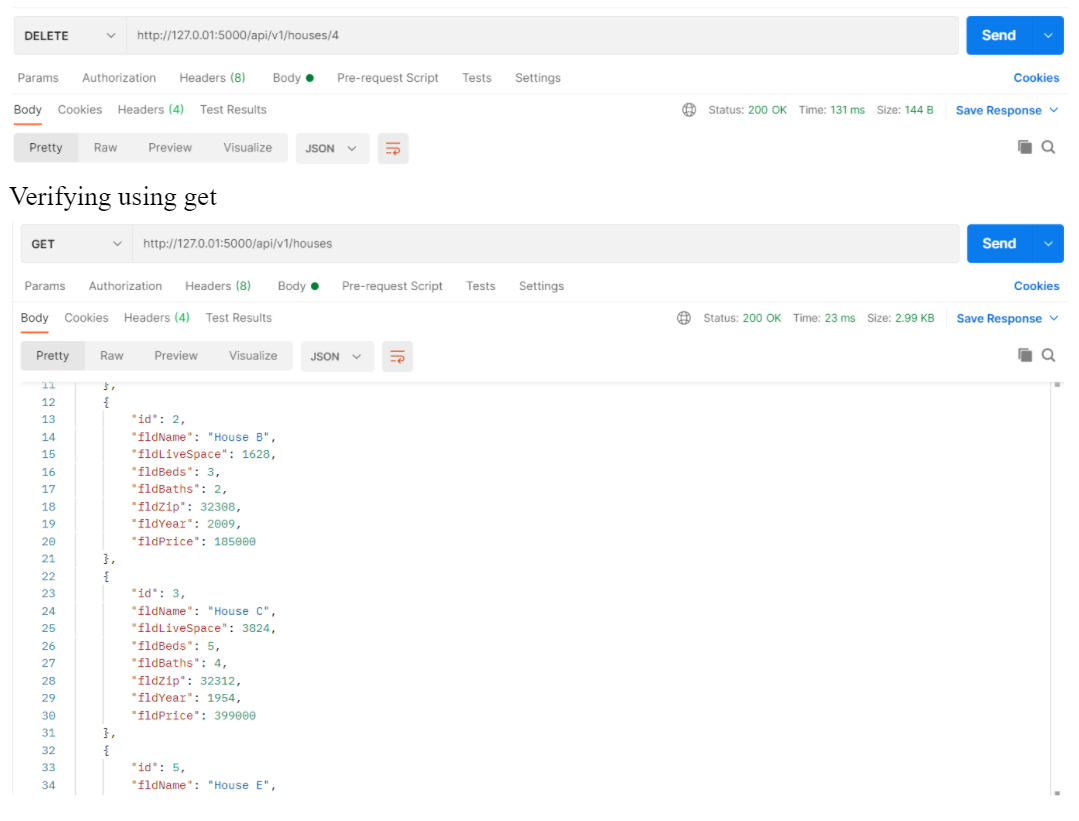 DELETE http://127.0.01:5000/api/v1/houses/4 Send
Params Authorization Headers (8) Body Pre-request Script Tests Settings Cookies
Body Cookies Headers (4) Test Results Status: 200 OK Time: 131 ms Size: 144 B Save Response
Pretty Raw Preview Visualize JSON
Verifying using get
GET http://127.0.01:5000/api/v1/houses Send
Params Authorization Headers (8) Body Pre-request Script Tests Settings Cookies
Body Cookies Headers (4) Test Results Status: 200 OK Time: 23 ms Size: 2.99 KB Save Response
Pretty Raw Preview Visualize JSON
11 },
12 {
13 "id": 2,
14 "fldName": "House B",
15 "fldLiveSpace": 1628,
16 "fldBeds": 3,
17 "fldBaths": 2,
18 "fldZip": 32308,
19 "fldYear": 2009,
20 "fldPrice": 185000
21 },
22 {
23 "id": 3,
24 "fldName": "House C",
25 "fldLiveSpace": 3824,
26 "fldBeds": 5,
27 "fldBaths": 4,
28 "fldZip": 32312,
29 "fldYear": 1954,
30 "fldPrice": 399000
31 },
32 {
33 "id": 5,
34 "fldName": "House E",